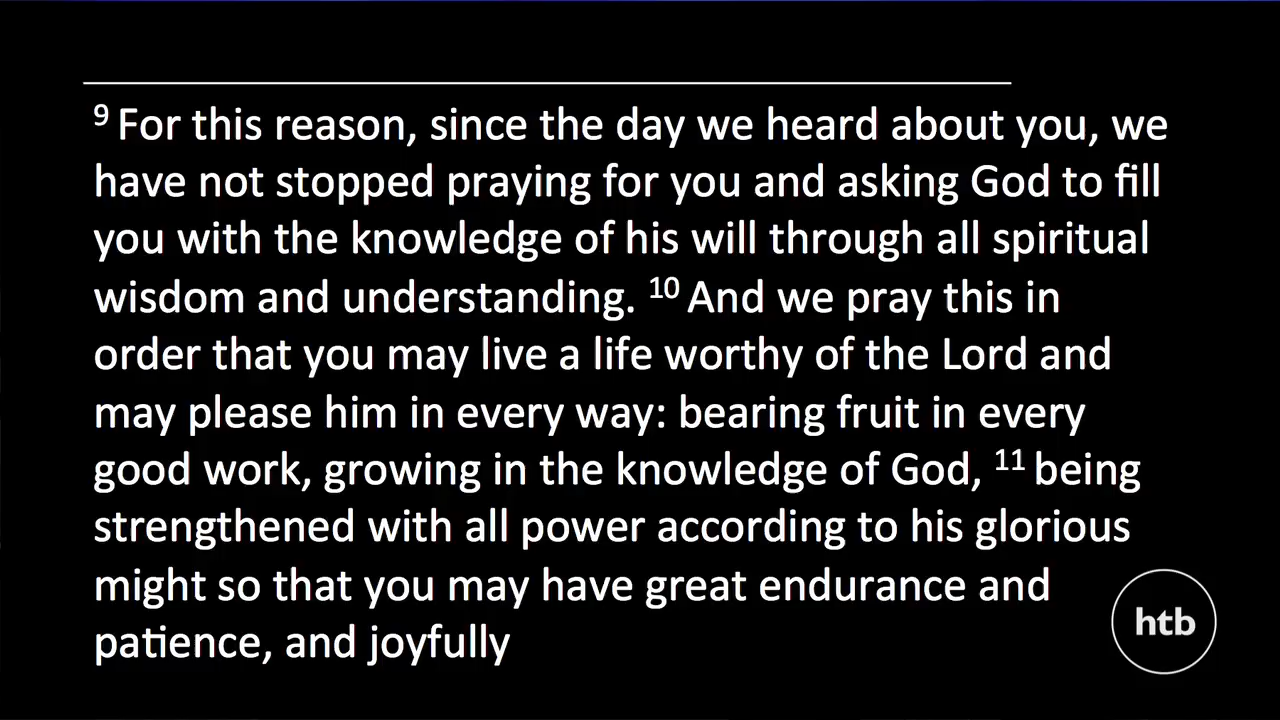 ⁹ For this reason, since the day we heard about you, we
have not stopped praying for you and asking God to fill
you with the knowledge of his will through all spiritual
wisdom and understanding. ¹⁰ And we pray this in
order that you may live a life worthy of the Lord and
may please him in every way: bearing fruit in every
good work, growing in the knowledge of God, ¹¹ being
strengthened with all power according to his glorious
might so that you may have great endurance and
patience, and joyfully
htb